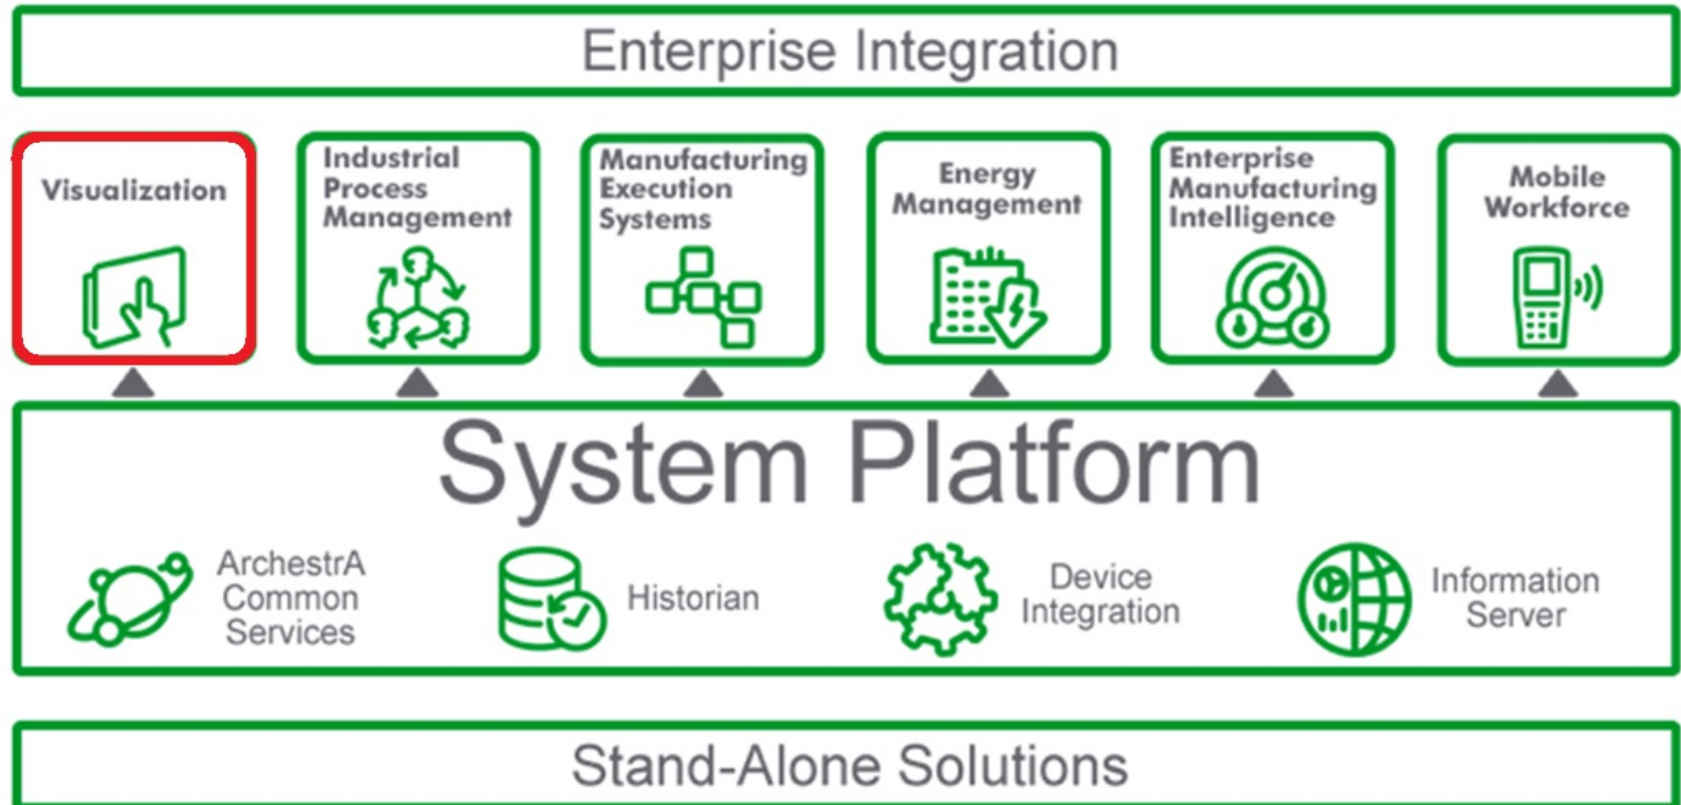 Enterprise Integration
Visualization
Industrial
Process
Management
Manufacturing
Execution
Systems
Energy
Management
Enterprise
Manufacturing
Intelligence
Mobile
Workforce
System Platform
ArchestrA
Common
Services
Historian
Device
Integration
Information
Server
Stand-Alone Solutions